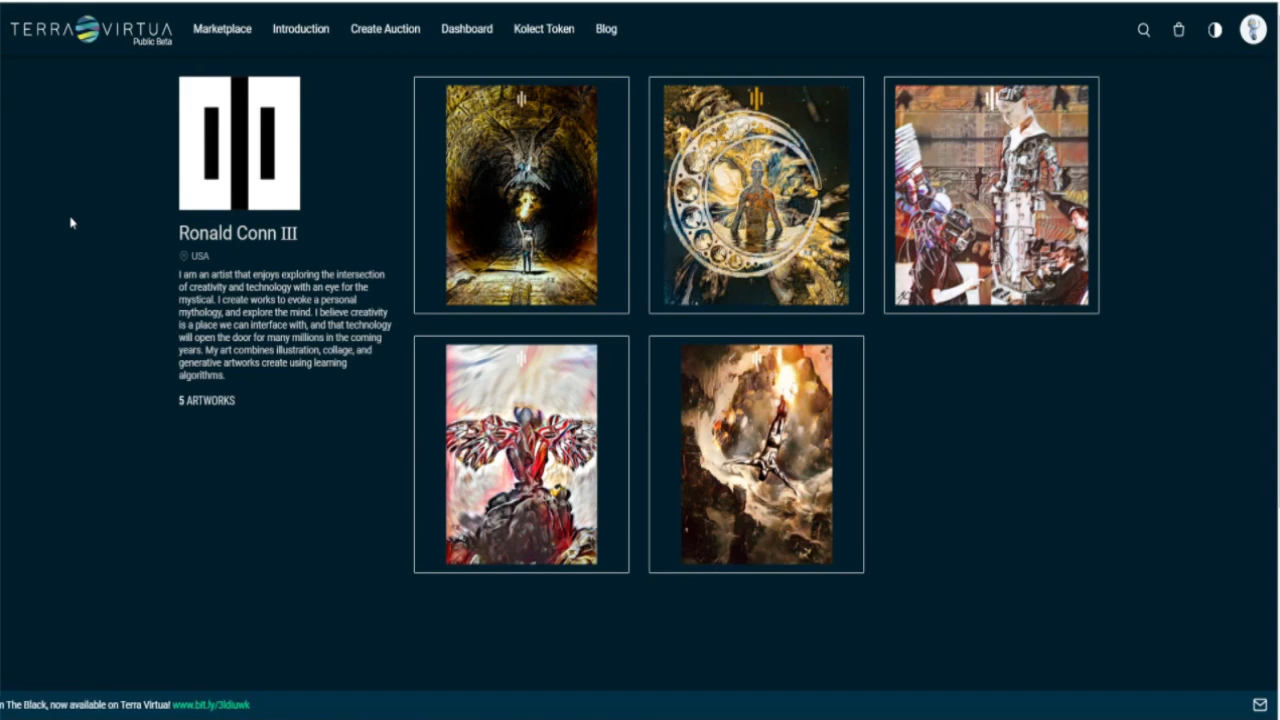 TERRA VIRTUA
Public Beta
Marketplace
Introduction
Create Auction
Dashboard
Kolect Token
Blog
Ronald Conn III
USA
I am an artist that enjoys exploring the intersection
of creativity and technology with an eye for the
mystical. I create works to evoke a personal
mythology, and explore the mind. I believe creativity
is a place we can interface with, and that technology
will open the door for many millions in the coming
years. My art combines illustration, collage, and
generative artworks create using learning
algorithms.
5 ARTWORKS
The Black, now available on Terra Virtua! www.bit.ly/3ldiuwk